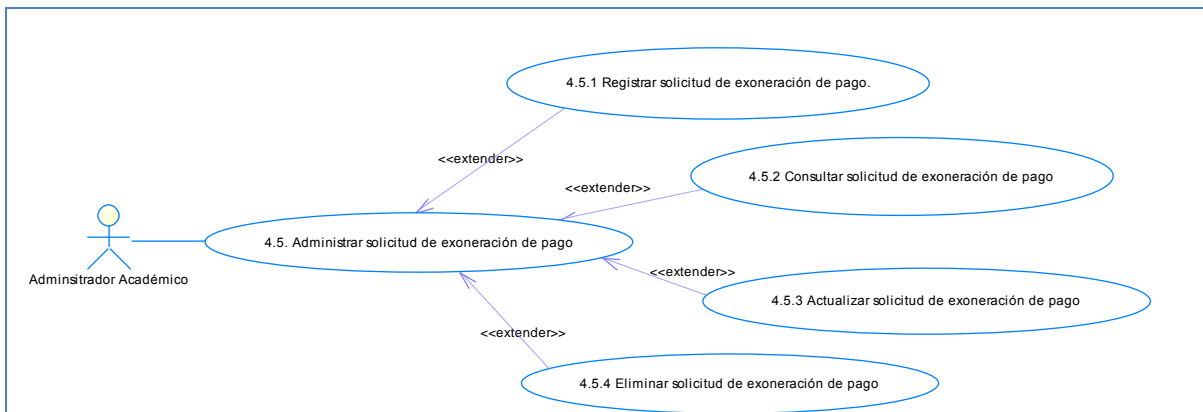 4.5.1 Registrar solicitud de exoneración de pago.
<<extender>>
4.5.2 Consultar solicitud de exoneración de pago
<<extender>>
4.5. Administrar solicitud de exoneración de pago
Adminsitrador Académico
<<extender>>
4.5.3 Actualizar solicitud de exoneración de pago
<<extender>>
4.5.4 Eliminar solicitud de exoneración de pago